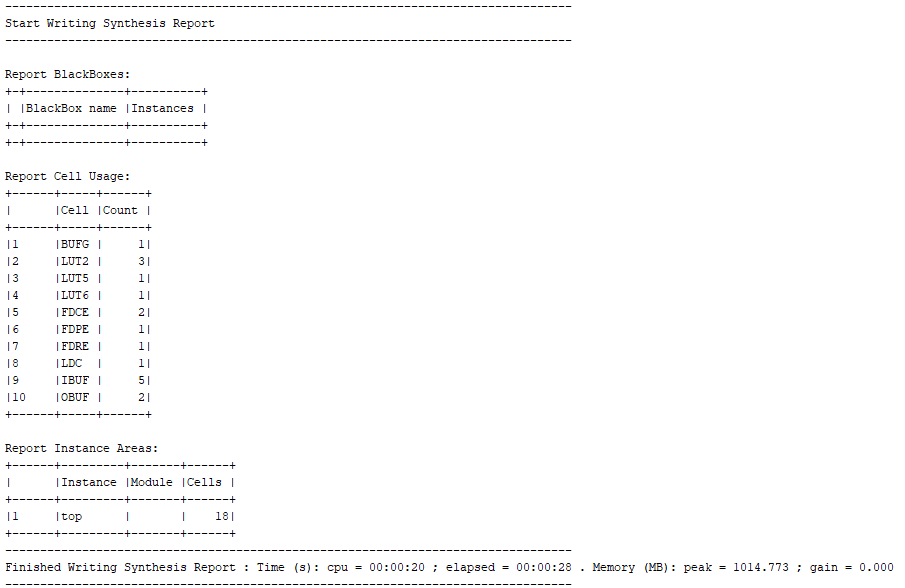 ---------------------------------------------------------------------------------
Start Writing Synthesis Report
---------------------------------------------------------------------------------
Report BlackBoxes:
+-+--------------+----------+
| |BlackBox name |Instances |
+-+--------------+----------+
+-+--------------+----------+
Report Cell Usage:
+------+-----+------+
|      |Cell |Count |
+------+-----+------+
|1     |BUFG |     1|
|2     |LUT2 |     3|
|3     |LUT5 |     1|
|4     |LUT6 |     1|
|5     |FDCE |     2|
|6     |FDPE |     1|
|7     |FDRE |     1|
|8     |LDC  |     1|
|9     |IBUF |     5|
|10    |OBUF |     2|
+------+-----+------+
Report Instance Areas:
+------+---------+-------+------+
|      |Instance |Module |Cells |
+------+---------+-------+------+
|1     |top      |       |    18|
+------+---------+-------+------+
---------------------------------------------------------------------------------
Finished Writing Synthesis Report : Time (s): cpu = 00:00:20 ; elapsed = 00:00:28 . Memory (MB): peak = 1014.773 ; gain = 0.000
---------------------------------------------------------------------------------